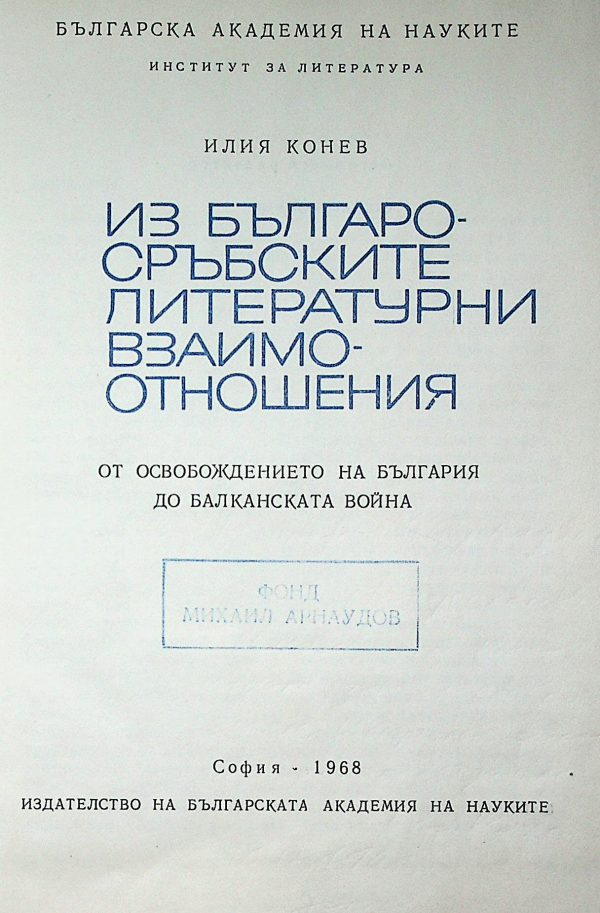 БЪЛГАРСКА АКАДЕМИЯ НА НАУКИТЕ
ИНСТИТУТ ЗА ЛИТЕРАТУРА
ИЛИЯ КОНЕВ
ИЗ БЪЛГАРО-
СРЪБСКИТЕ
ЛИТЕРАТУРНИ
ВЗАИМО-
ОТНОШЕНИЯ
ОТ ОСВОБОЖДЕНИЕТО НА БЪЛГАРИЯ
ДО БАЛКАНСКАТА ВОЙНА
ФОНД
МИХАИЛ АРНАУДОВ
София - 1968
ИЗДАТЕЛСТВО НА БЪЛГАРСКАТА АКАДЕМИЯ НА НАУКИТЕ